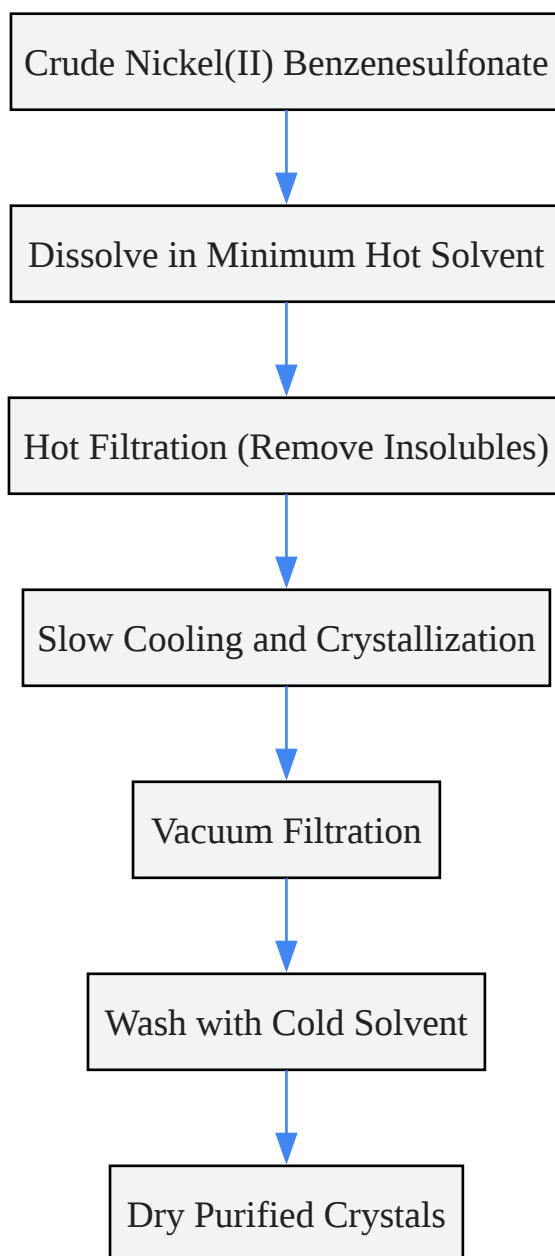 Crude Nickel(II) Benzenesulfonate
Dissolve in Minimum Hot Solvent
Hot Filtration (Remove Insolubles)
Slow Cooling and Crystallization
Vacuum Filtration
Wash with Cold Solvent
Dry Purified Crystals